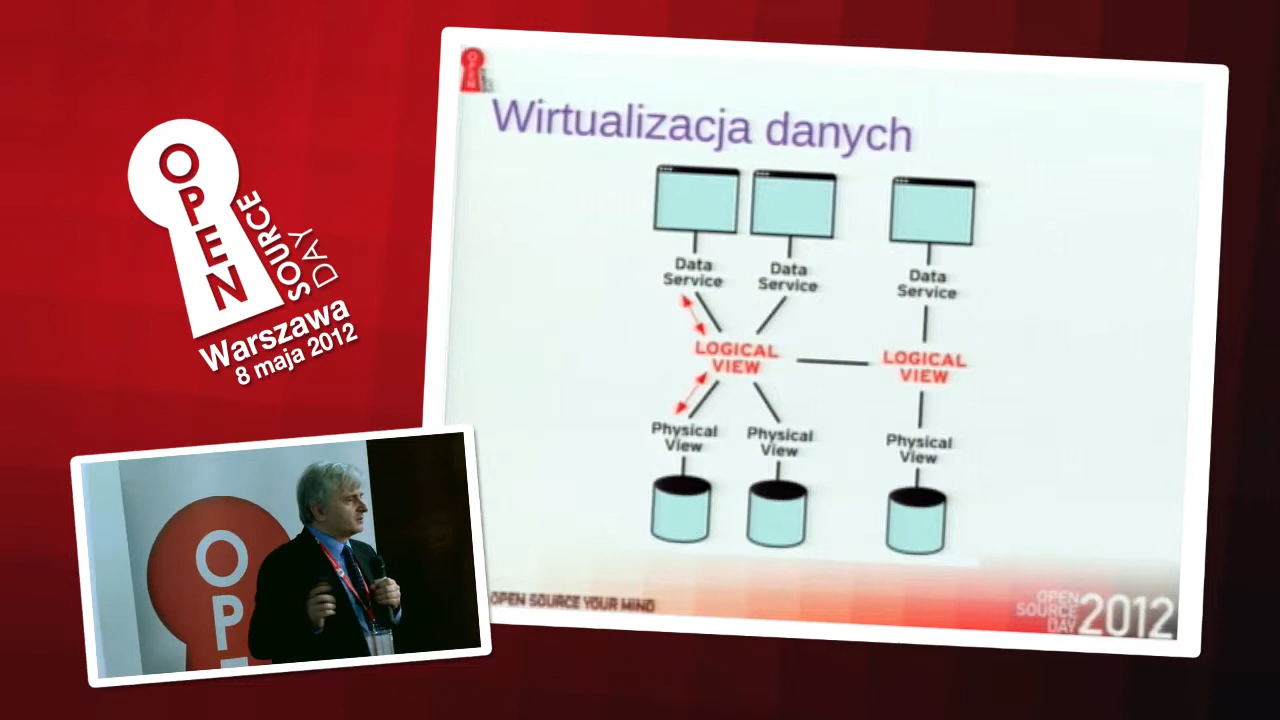 OPEN
SOURCE
DAY
Warszawa
8 maja 2012
OPEN
Wirtualizacja danych
Data
Service
Data
Service
Data
Service
LOGICAL
VIEW
LOGICAL
VIEW
Physical
View
Physical
View
Physical
View
OPEN SOURCE YOUR MIND
OPEN
SOURCE
DAY 2012
OP